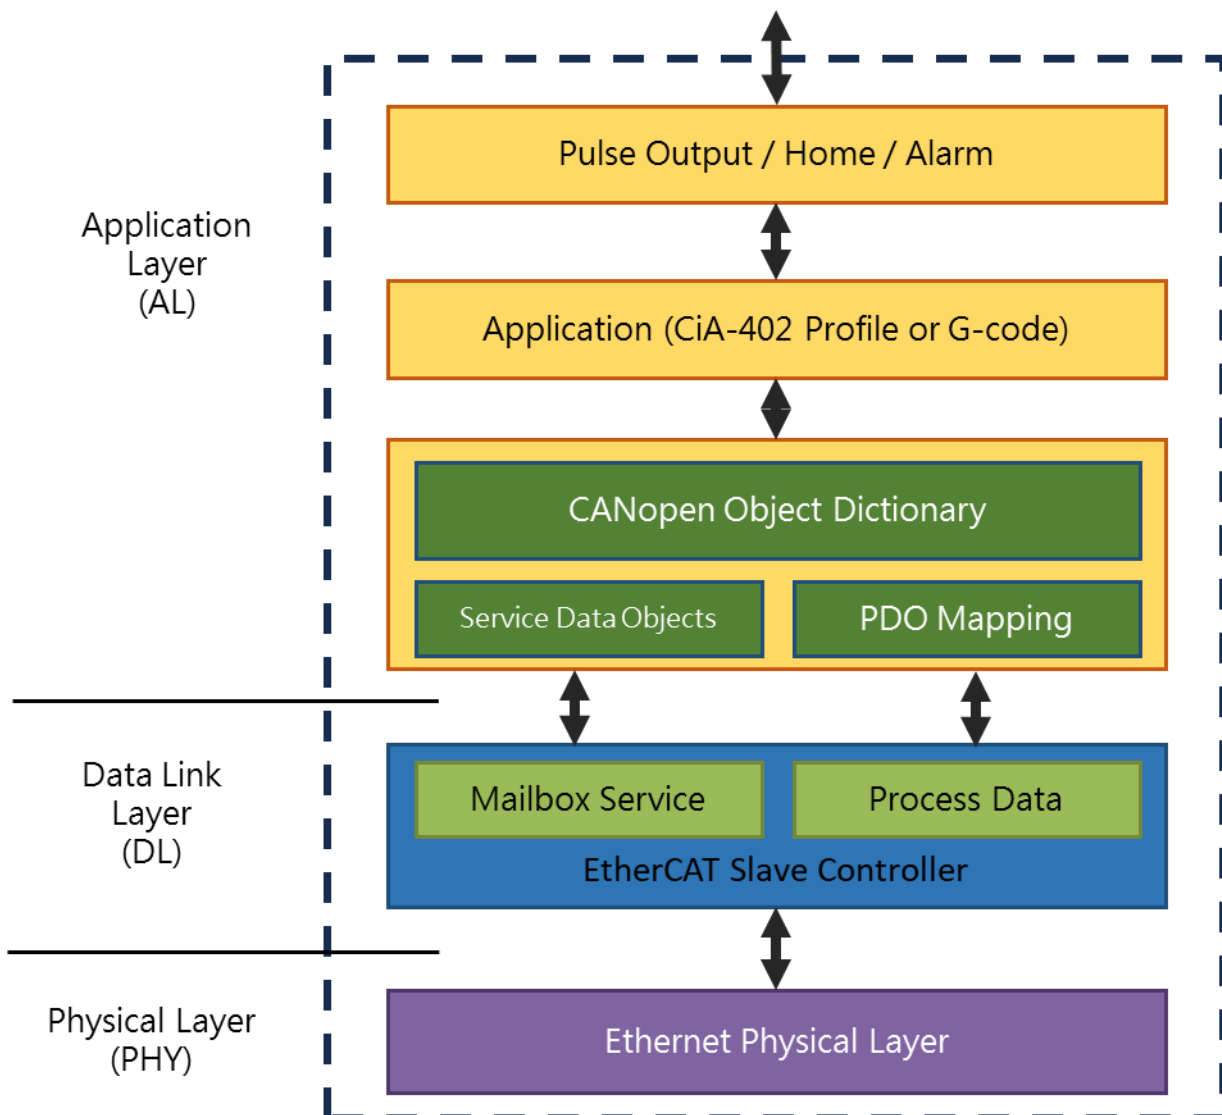 Pulse Output / Home / Alarm
Application
Layer
(AL)
Application (CiA-402 Profile or G-code)
CANopen Object Dictionary
Service Data Objects
PDO Mapping
Data Link
Layer
(DL)
Mailbox Service
Process Data
EtherCAT Slave Controller
Physical Layer
(PHY)
Ethernet Physical Layer